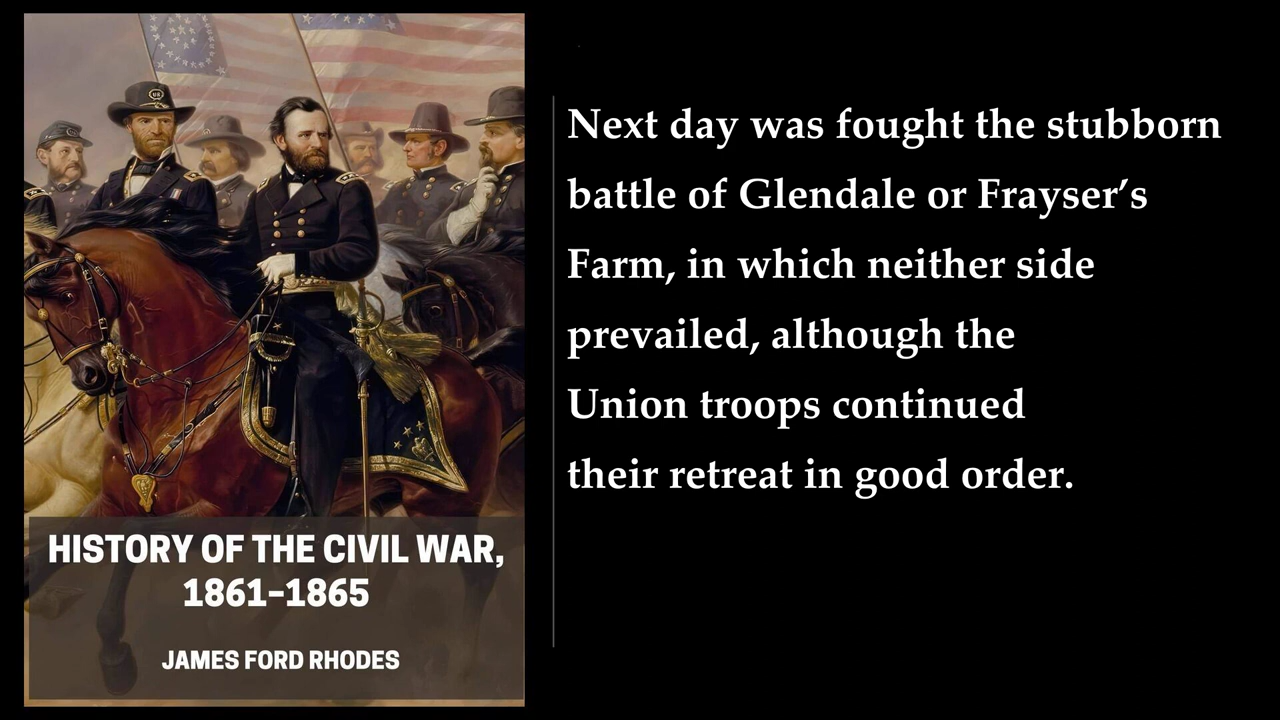 HISTORY OF THE CIVIL WAR,
1861–1865
JAMES FORD RHODES
Next day was fought the stubborn
battle of Glendale or Frayser’s
Farm, in which neither side
prevailed, although the
Union troops continued
their retreat in good order.